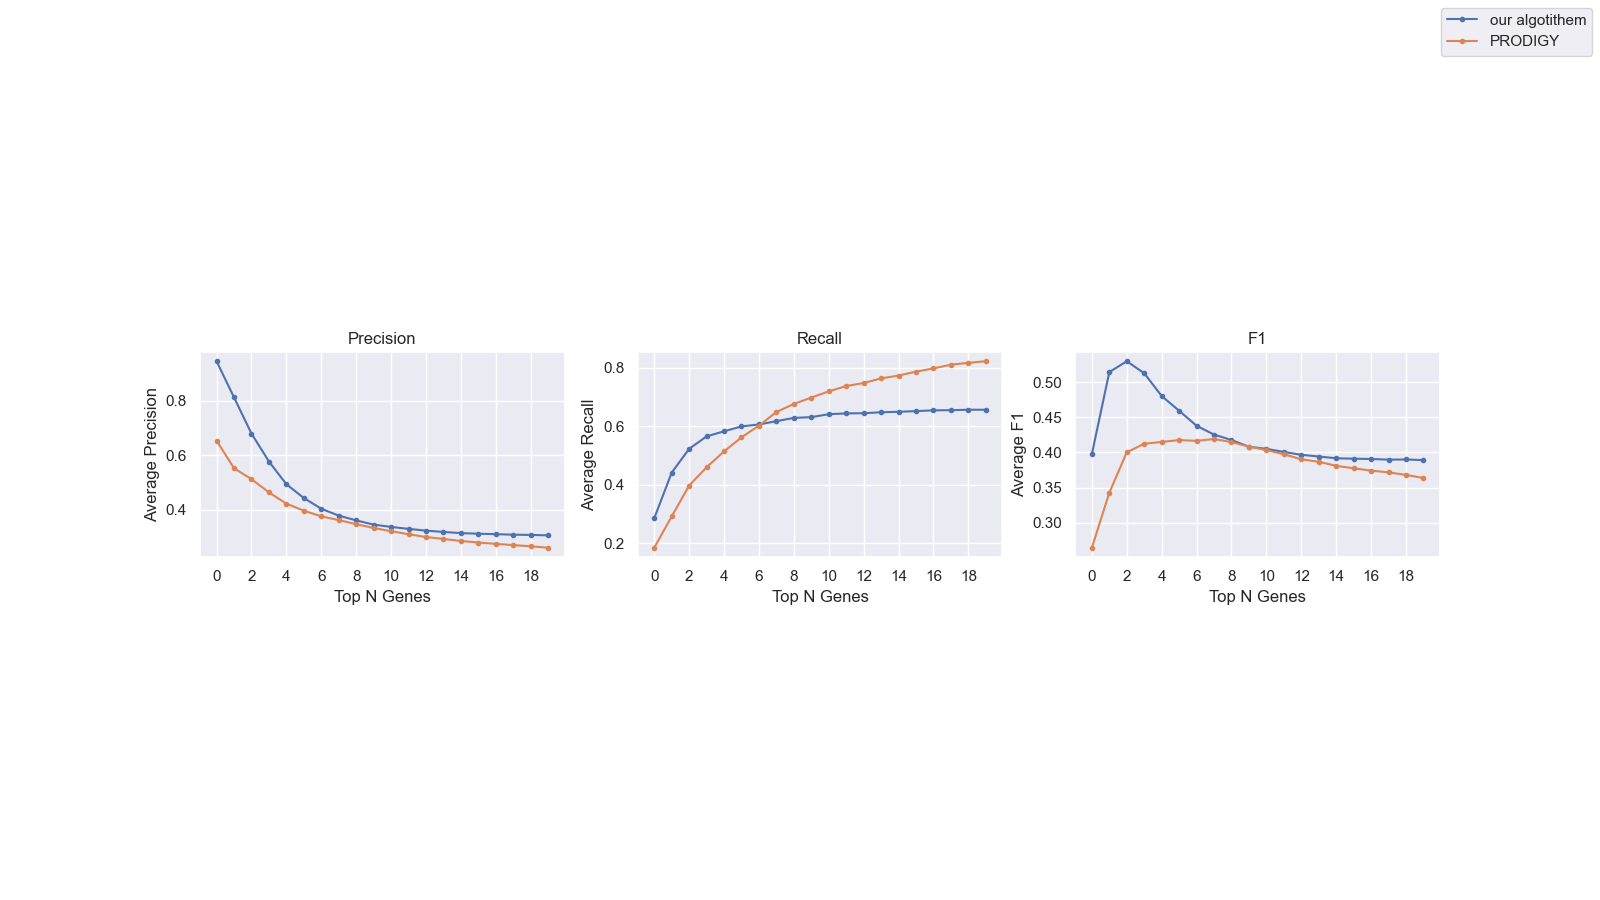 our algotithem
PRODIGY
Precision
Average Precision
0.8
0.6
0.4
0 2 4 6 8 10 12 14 16 18
Top N Genes
Recall
Average Recall
0.8
0.6
0.4
0.2
0 2 4 6 8 10 12 14 16 18
Top N Genes
F1
Average F1
0.50
0.45
0.40
0.35
0.30
0 2 4 6 8 10 12 14 16 18
Top N Genes